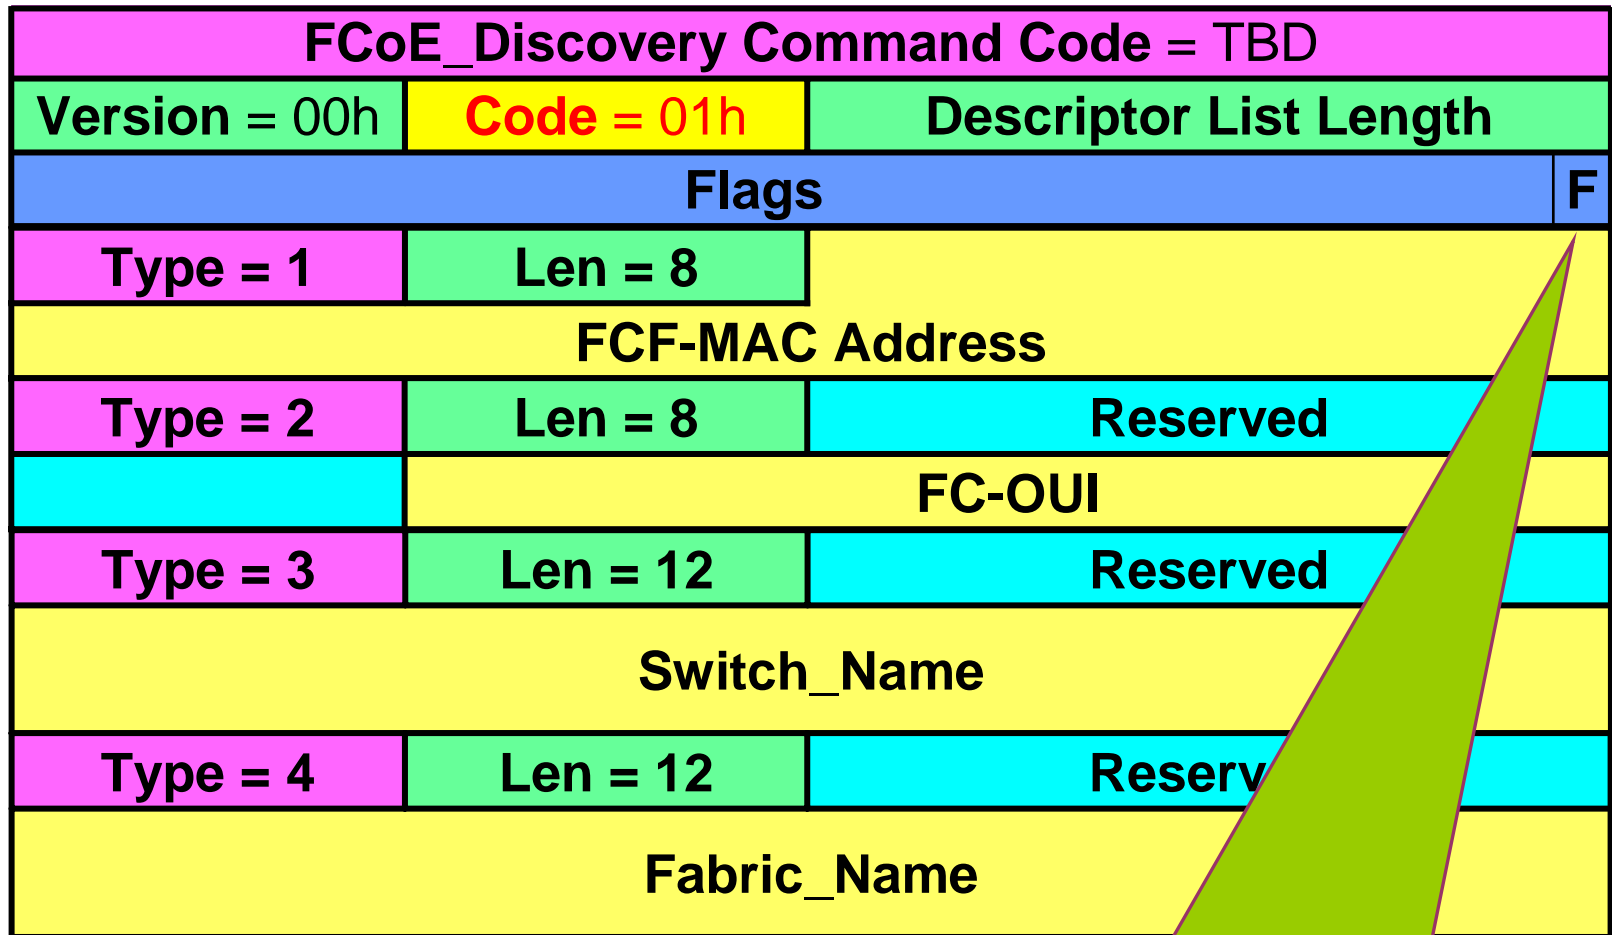 FCoE_Discovery Command Code = TBD
Version = 00h Code = 01h Descriptor List Length
Flags F
Type = 1 Len = 8
FCF-MAC Address
Type = 2 Len = 8 Reserved
FC-OUI
Type = 3 Len = 12 Reserved
Switch_Name
Type = 4 Len = 12 Reserv
Fabric_Name